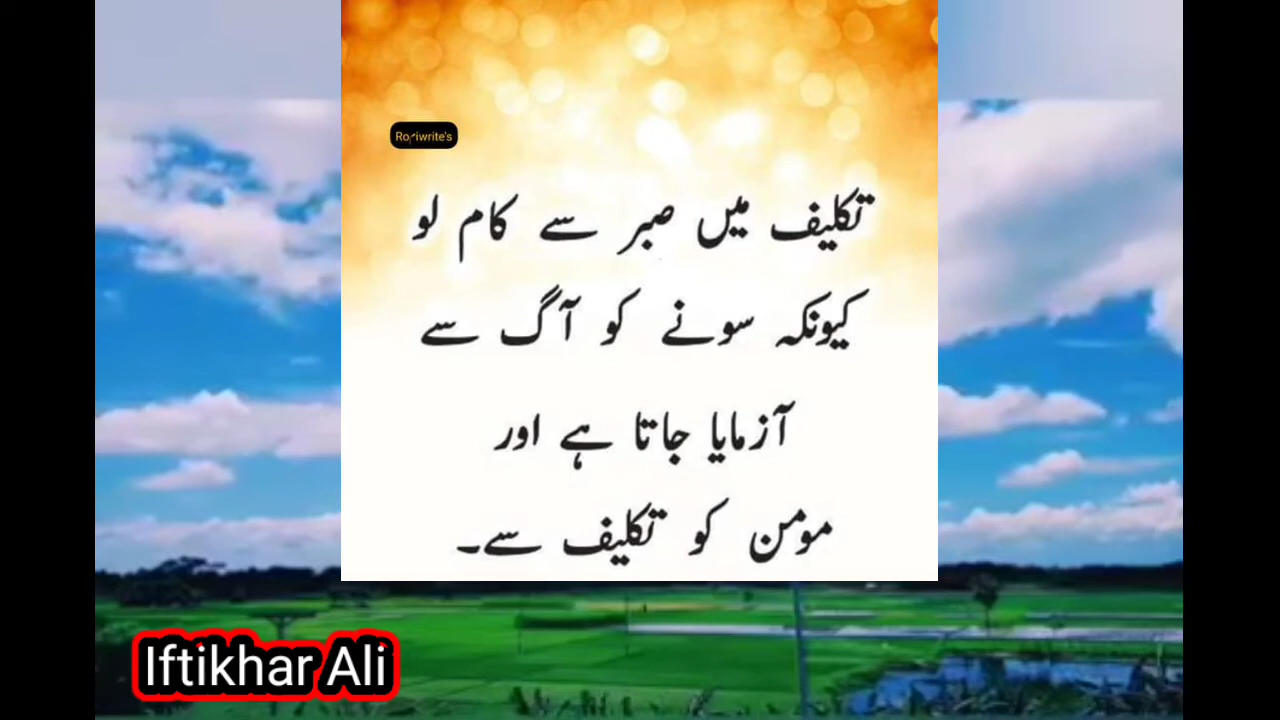 تکلیف میں صبر سے کام لو
کیونکہ سونے کو آگ سے
آزمایا جاتا ہے اور
مومن کو تکلیف سے۔
Iftikhar Ali